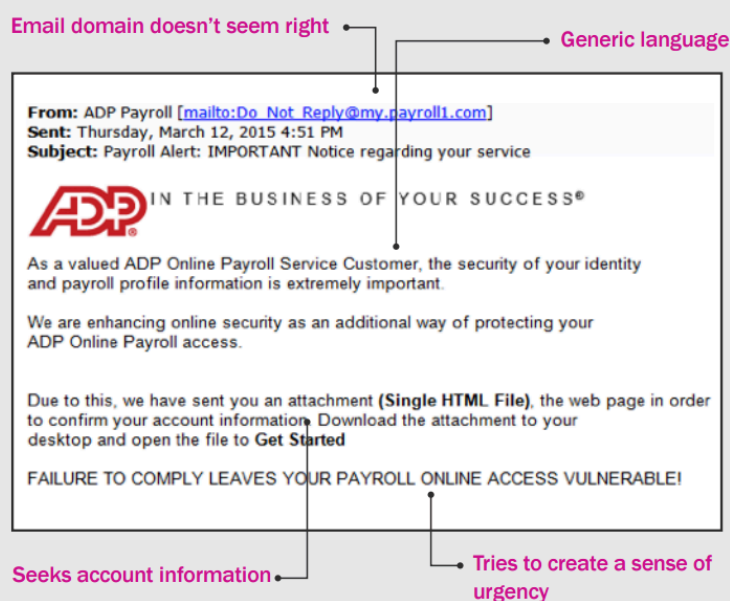 Email domain doesn't seem right
Generic language
From: ADP Payroll [mailto:Do_Not_Reply@my.payroll1.com]
Sent: Thursday, March 12, 2015 4:51 PM
Subject: Payroll Alert: IMPORTANT Notice regarding your service
ADP® IN THE BUSINESS OF YOUR SUCCESS®
As a valued ADP Online Payroll Service Customer, the security of your identity
and payroll profile information is extremely important.
We are enhancing online security as an additional way of protecting your
ADP Online Payroll access.
Due to this, we have sent you an attachment (Single HTML File), the web page in order
to confirm your account information. Download the attachment to your
desktop and open the file to Get Started
FAILURE TO COMPLY LEAVES YOUR PAYROLL ONLINE ACCESS VULNERABLE!
Seeks account information
Tries to create a sense of
urgency